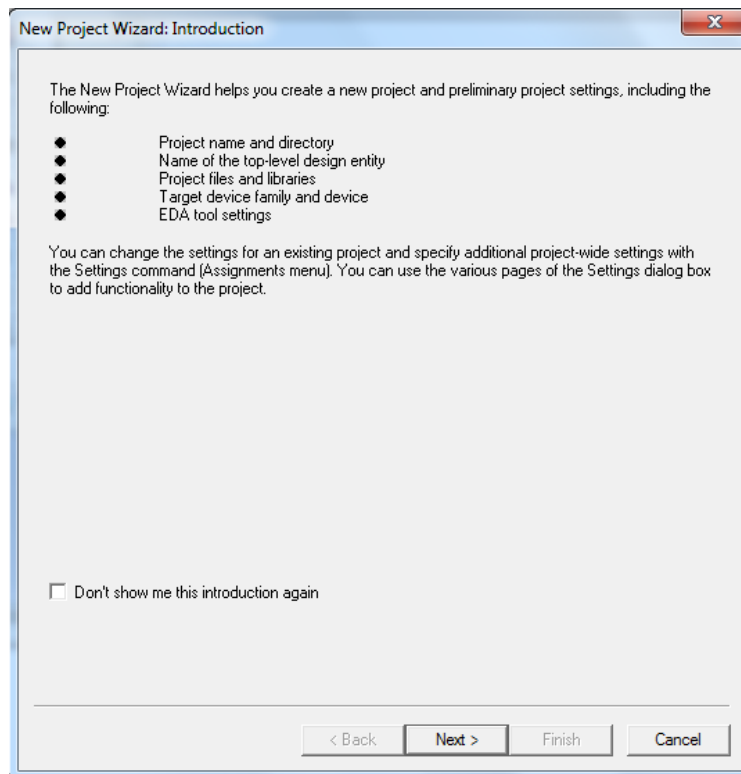 New Project Wizard: Introduction
The New Project Wizard helps you create a new project and preliminary project settings, including the
following:
Project name and directory
Name of the top-level design entity
Project files and libraries
Target device family and device
EDA tool settings
You can change the settings for an existing project and specify additional project-wide settings with
the Settings command (Assignments menu). You can use the various pages of the Settings dialog box
to add functionality to the project.
Don't show me this introduction again
< Back Next > Finish Cancel